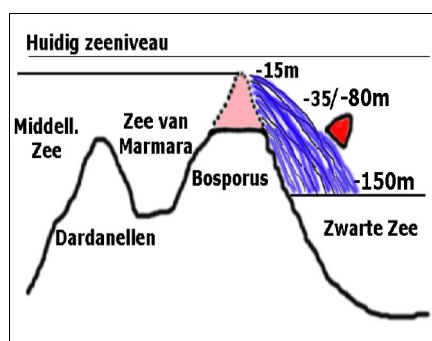 Huidig zeeniveau
-15m
-35/-80m
Middell.
Zee
Zee van
Marmara
Bosporus
-150m
Dardanellen
Zwarte Zee